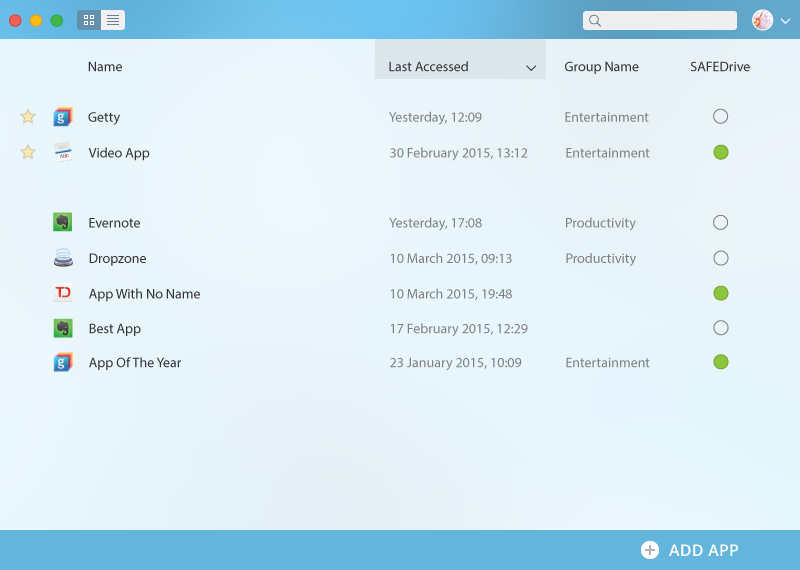 Name Last Accessed Group Name SAFEDrive
Getty Yesterday, 12:09 Entertainment
Video App 30 February 2015, 13:12 Entertainment
Evernote Yesterday, 17:08 Productivity
Dropzone 10 March 2015, 09:13 Productivity
App With No Name 10 March 2015, 19:48
Best App 17 February 2015, 12:29
App Of The Year 23 January 2015, 10:09 Entertainment
ADD APP